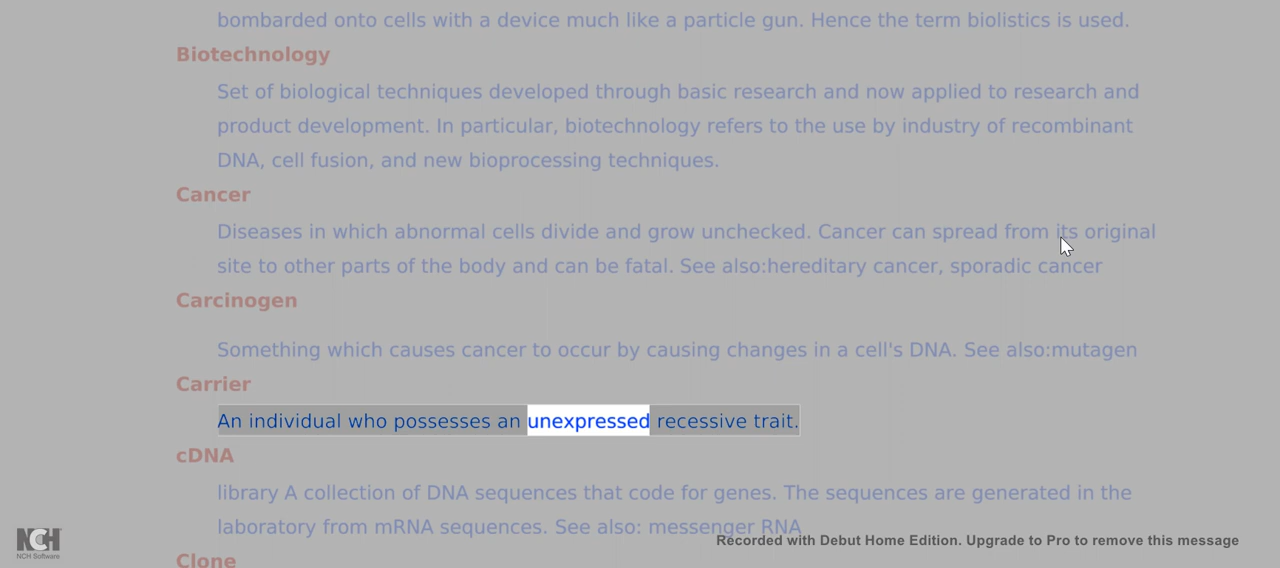 bombarded onto cells with a device much like a particle gun. Hence the term biolistics is used.
Biotechnology
Set of biological techniques developed through basic research and now applied to research and
product development. In particular, biotechnology refers to the use by industry of recombinant
DNA, cell fusion, and new bioprocessing techniques.
Cancer
Diseases in which abnormal cells divide and grow unchecked. Cancer can spread from its original
site to other parts of the body and can be fatal. See also:hereditary cancer, sporadic cancer
Carcinogen
Something which causes cancer to occur by causing changes in a cell's DNA. See also:mutagen
Carrier
An individual who possesses an unexpressed recessive trait.
cDNA
library A collection of DNA sequences that code for genes. The sequences are generated in the
laboratory from mRNA sequences. See also: messenger RNA
Clone
NCH
NCH Software
Recorded with Debut Home Edition. Upgrade to Pro to remove this message